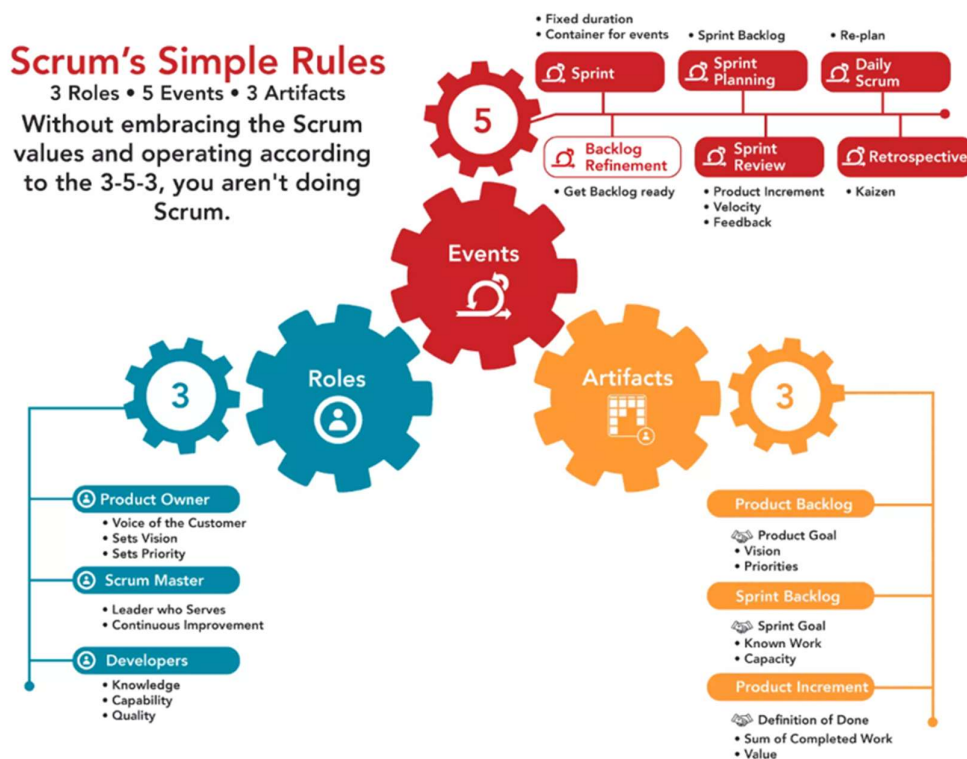 Scrum's Simple Rules
3 Roles • 5 Events • 3 Artifacts
Without embracing the Scrum
values and operating according
to the 3-5-3, you aren't doing
Scrum.
5
• Fixed duration
• Container for events
Sprint
• Sprint Backlog
Sprint
Planning
• Re-plan
Daily
Scrum
Backlog
Refinement
• Get Backlog ready
Sprint
Review
• Product Increment
• Velocity
• Feedback
Retrospective
• Kaizen
Events
Roles
3
Product Owner
• Voice of the Customer
• Sets Vision
• Sets Priority
Scrum Master
• Leader who Serves
• Continuous Improvement
Developers
• Knowledge
• Capability
• Quality
Artifacts
3
Product Backlog
Product Goal
• Vision
• Priorities
Sprint Backlog
Sprint Goal
• Known Work
• Capacity
Product Increment
Definition of Done
• Sum of Completed Work
• Value